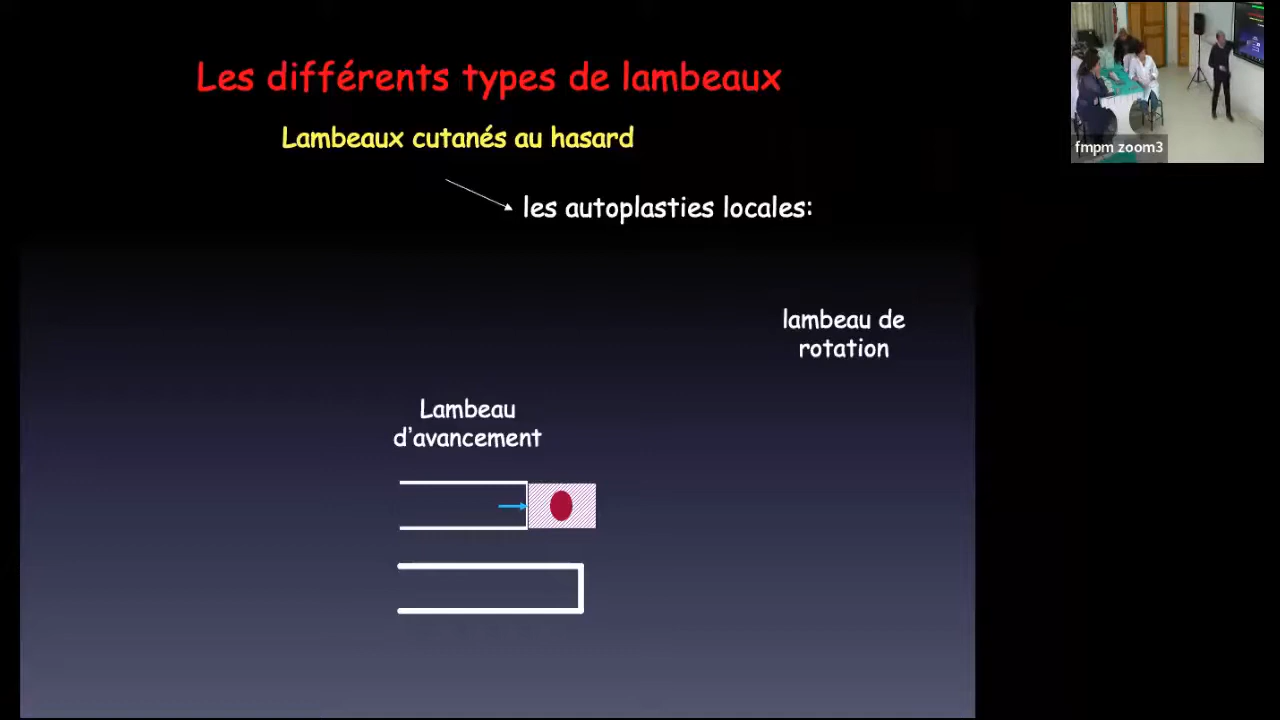 Les différents types de lambeaux
Lambeaux cutanés au hasard
les autoplasties locales:
lambeau de
rotation
Lambeau
d’avancement
fmpm zoom3